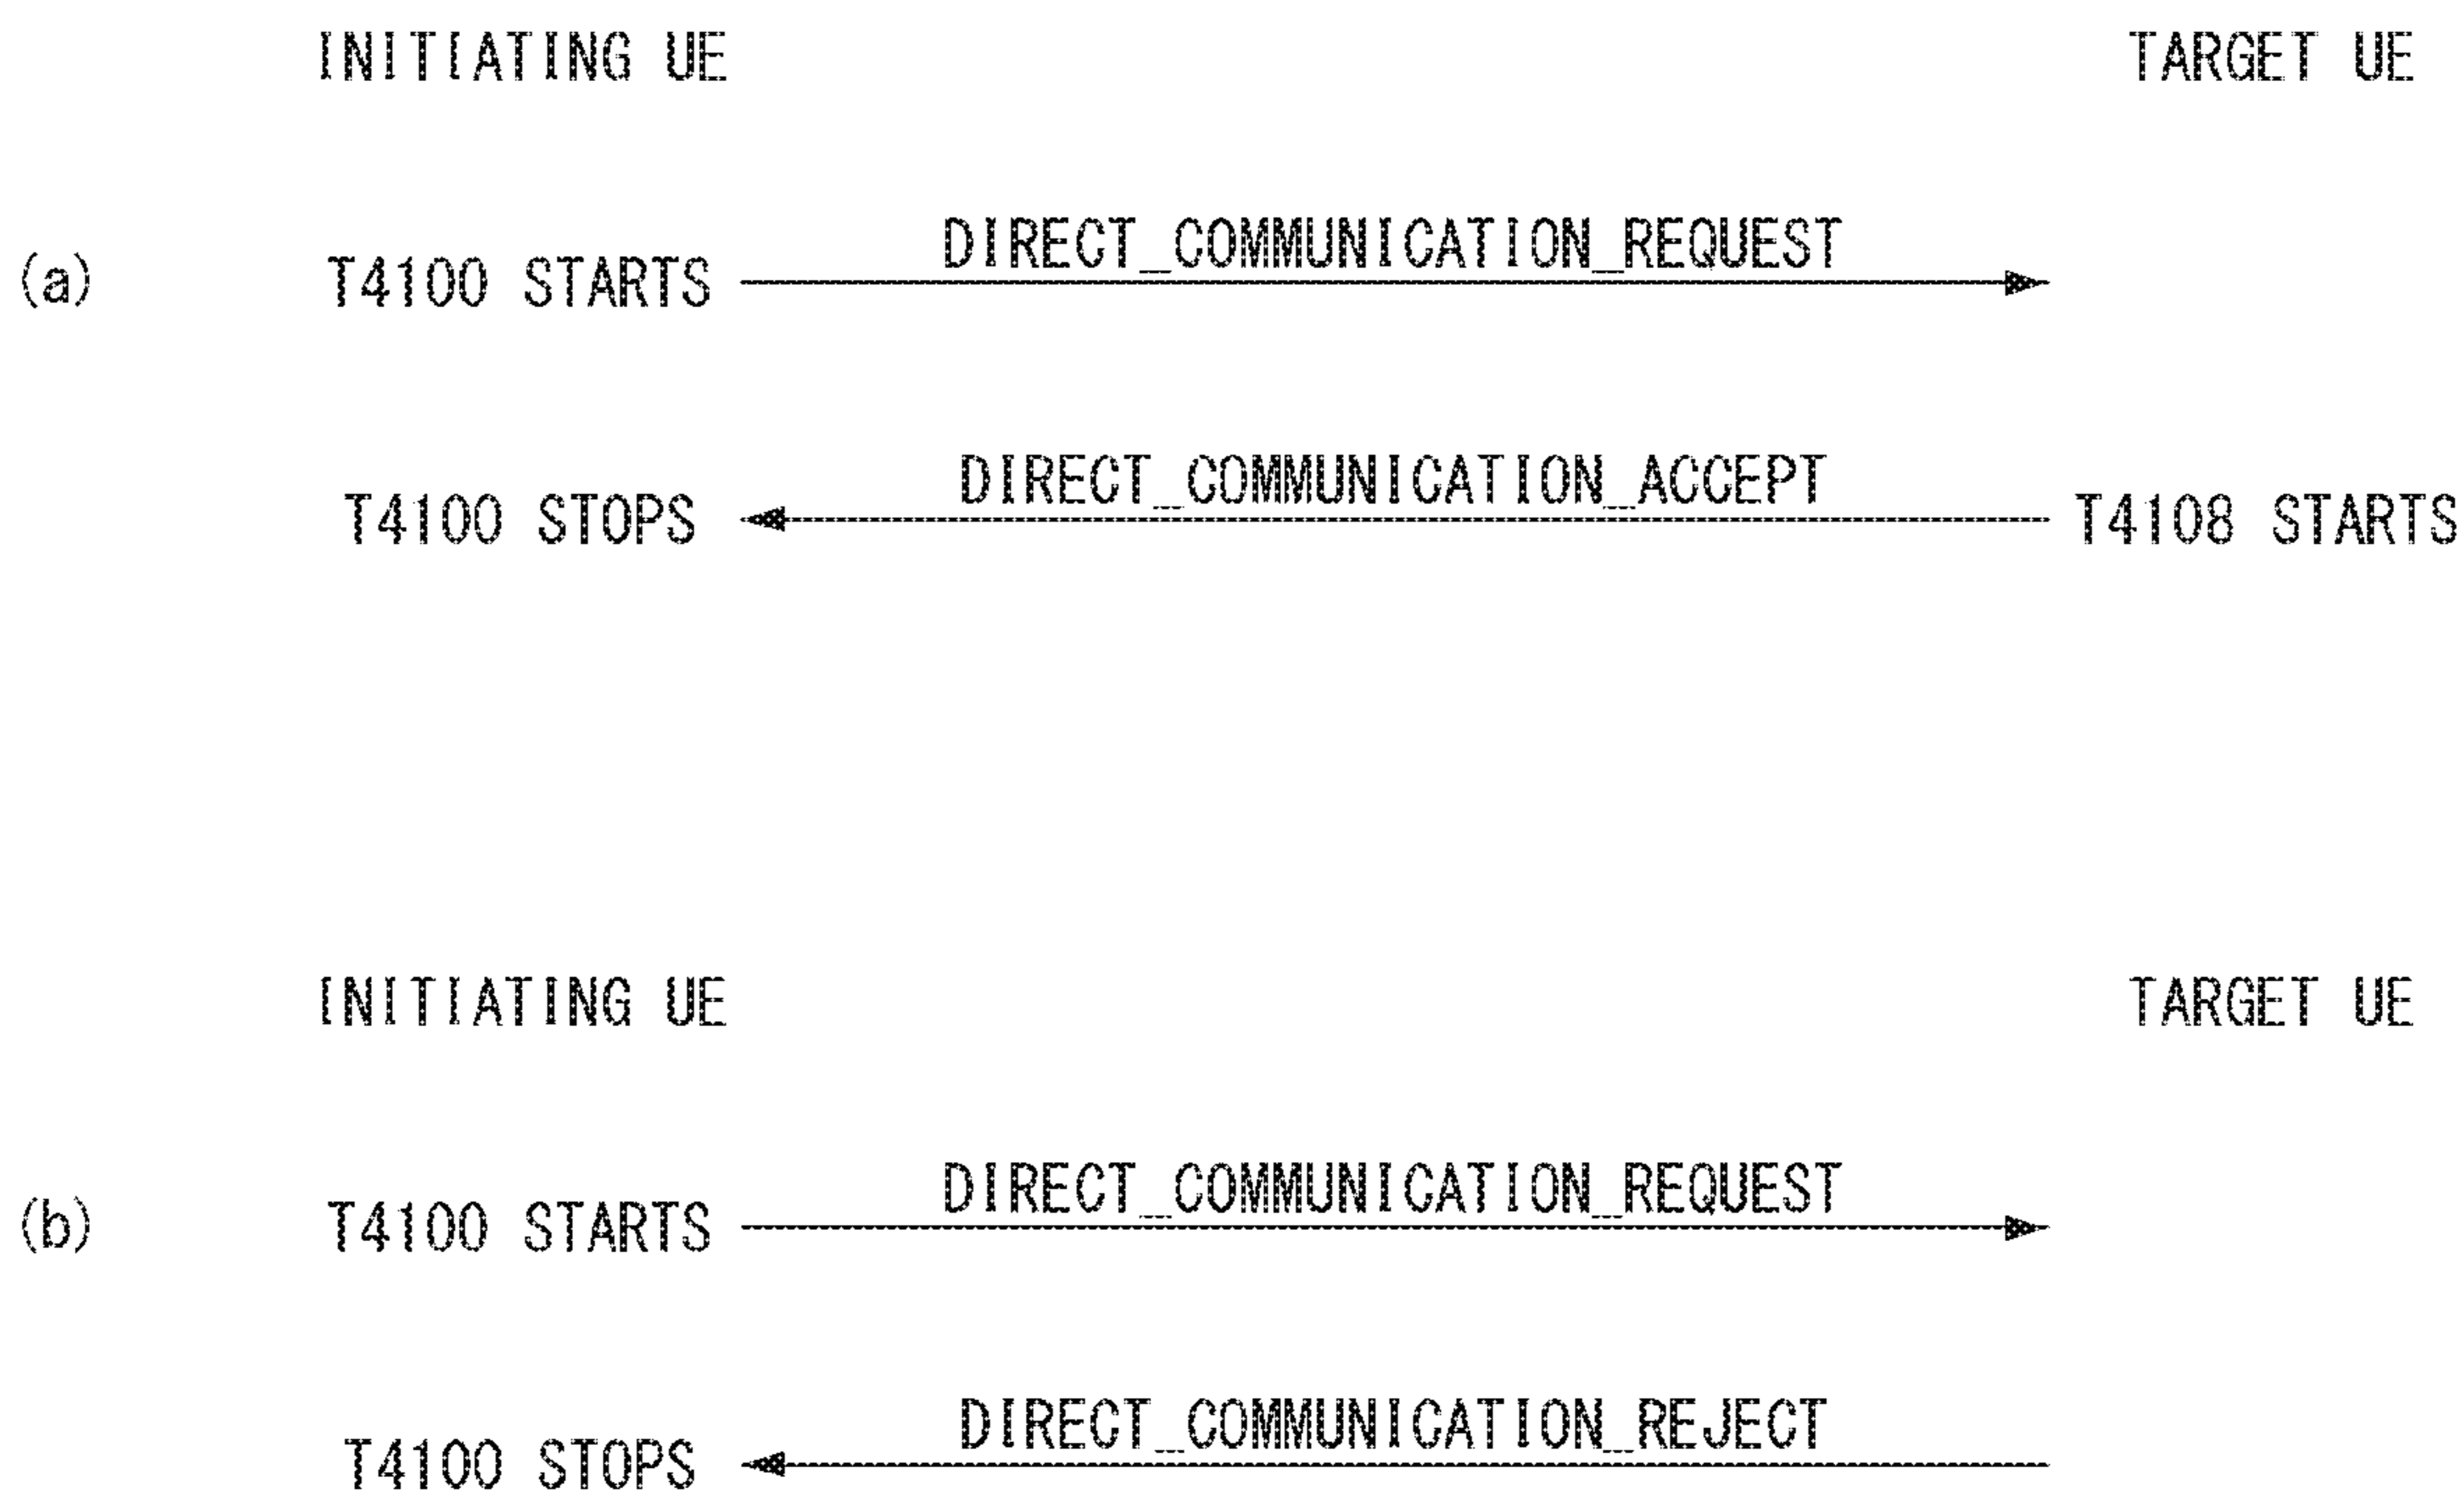 INITIATING UE TARGET UE
DIRECT_COMMUNICATION_REQUEST
(a) T4100 STARTS
DIRECT_COMMUNICATION_ACCEPT
T4100 STOPS T4108 STARTS
INITIATING UE TARGET UE
DIRECT_COMMUNICATION_REQUEST
(b) T4100 STARTS
DIRECT_COMMUNICATION_REJECT
T4100 STOPS